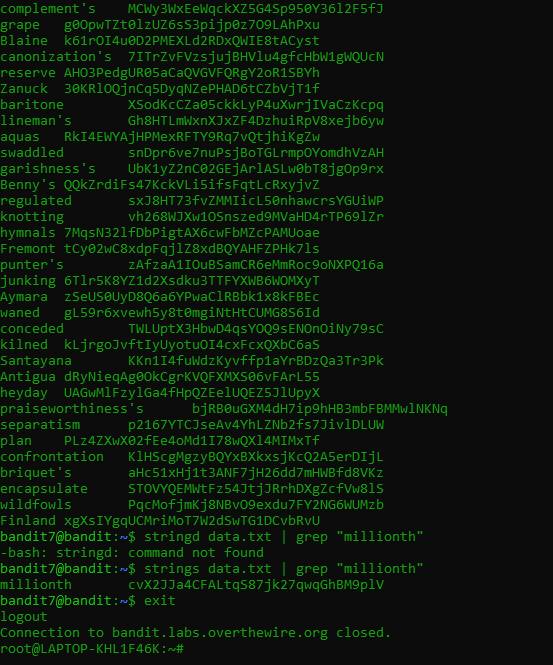 complement's    MCWy3WxEeWqckXZ5G4Sp950Y36l2F5fJ
grape   g0OpwTZt0lzUZ6sS3pijp0z7O9LAhPxu
Blaine  k61rOI4u0D2PMEXLd2RDxQWIE8tACyst
canonization's  7ITrZvFVzsjujBHVlu4gfcHbW1gWQUcN
reserve AHO3PedgUR05aCaQVGVFQRgY2oR1SBYh
Zanuck  30KRlOQjnCq5DyqNZePHAD6tCZbVjT1f
baritone        XSodKcCZa05ckkLyP4uXwrjIVaCzKcpq
lineman's       Gh8HTLmWxnXJxZF4DzhuiRpV8xejb6yw
aquas   RkI4EWYAjHPMexRFTY9Rq7vQtjhiKgZw
swaddled        snDpr6ve7nuPsjBoTGLrmpOYomdhVzAH
garishness's    UbK1yZ2nC02GEjArlASLw0bT8jgOp9rx
Benny's QQkZrdiFs47KckVLi5ifsFqtLcRxyjvZ
regulated       sxJ8HT73fvZMMIicL50nhawcrsYGUiWP
knotting        vh268WJXw1OSnszed9MVaHD4rTP69lZr
hymnals 7MqsN32lfDbPigtAX6cwFbMZcPAMUoae
Fremont tCy02wC8xdpFqjlZ8xdBQYAHFZPHk7ls
punter's        zAfzaA1IOuBSamCR6eMmRoc9oNXPQ16a
junking 6Tlr5K8YZ1d2Xsdku3TTFYXWB6WOMXyT
Aymara  zSeUS0UyD8Q6a6YPwaClRBbk1x8kFBEc
waned   gL59r6xvewh5y8t0mgiNtHtCUMG8S6Id
conceded        TWLUptX3HbwD4qsYOQ9sENOnOiNy79sC
kilned  kLjrgoJvftIyUyotuOI4cxFcxQXbC6aS
Santayana       KKn1I4fuWdzKyvffp1aYrBDzQa3Tr3Pk
Antigua dRyNieqAg0OkCgrKVQFXMXS06vFArL55
heyday  UAGwMlFzylGa4fHpQZEelUQEZ5JlUpyX
praiseworthiness's      bjRB0uGXM4dH7ip9hHB3mbFBMMwlNKNq
separatism      p2167YTCJseAv4YhLZNb2fs7JivlDLUW
plan    PLz4ZXwX02fEe4oMd1I78wQXl4MIMxTf
confrontation   KlHScgMgzyBQYxBXkxsjKcQ2A5erDIjL
briquet's       aHc51xHj1t3ANF7jH26dd7mHWBfd8VKz
encapsulate     STOVYQEMWtFz54JtjJRrhDXgZcfVw8lS
wildfowls       PqcMofjmKj8NBvO9exdu7FY2NG6WUMzb
Finland xgXsIYgqUCMriMoT7W2dSwTG1DCvbRvU
bandit7@bandit:~$ stringd data.txt | grep "millionth"
-bash: stringd: command not found
bandit7@bandit:~$ strings data.txt | grep "millionth"
millionth       cvX2JJa4CFALtqS87jk27qwqGhBM9plV
bandit7@bandit:~$ exit
logout
Connection to bandit.labs.overthewire.org closed.
root@LAPTOP-KHL1F46K:~#